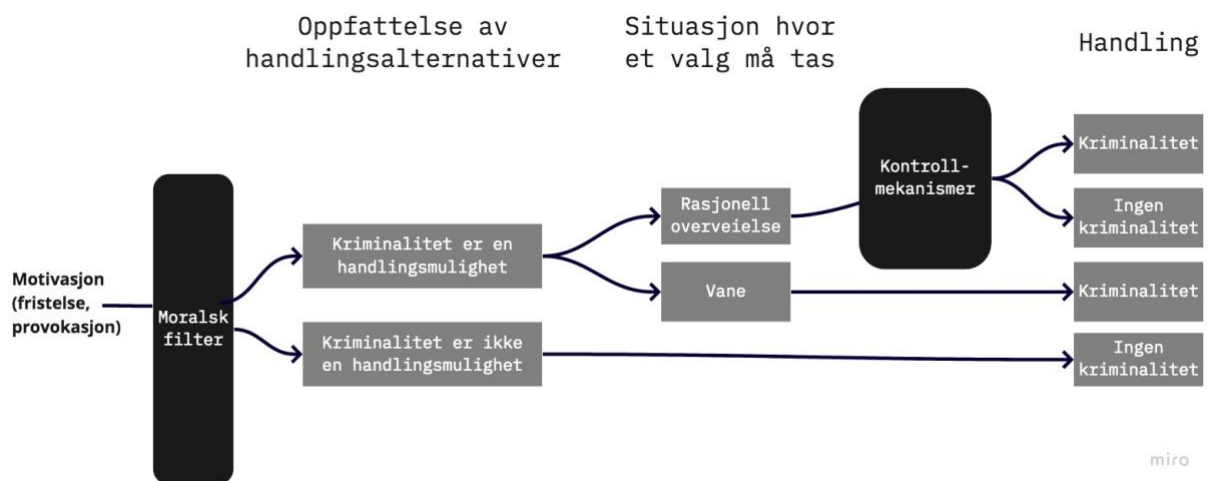 Oppfattelse av
handlingsalternativer
Situasjon hvor
et valg må tas
Handling
Motivasjon
(fristelse,
provokasjon)
Moralsk
filter
Kriminalitet er en
handlingsmulighet
Kriminalitet er ikke
en handlingsmulighet
Rasjonell
overveielse
Vane
Kontroll-
mekanismer
Kriminalitet
Ingen
kriminalitet
Kriminalitet
Ingen
kriminalitet
miro